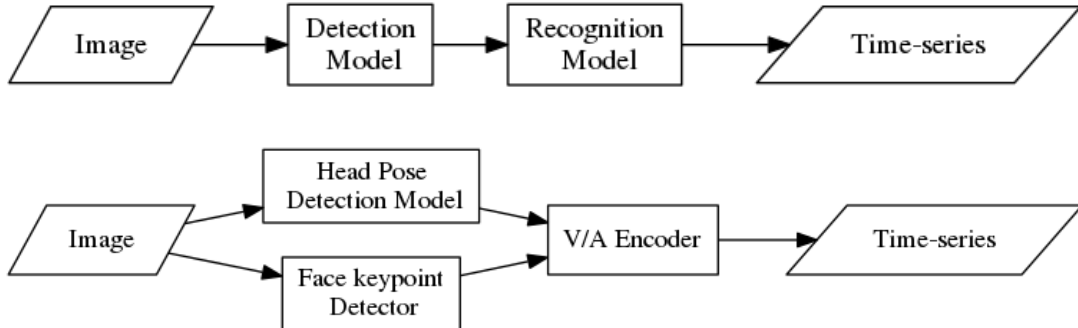 Image
Detection
Model
Recognition
Model
Time-series
Image
Head Pose
Detection Model
Face keypoint
Detector
V/A Encoder
Time-series